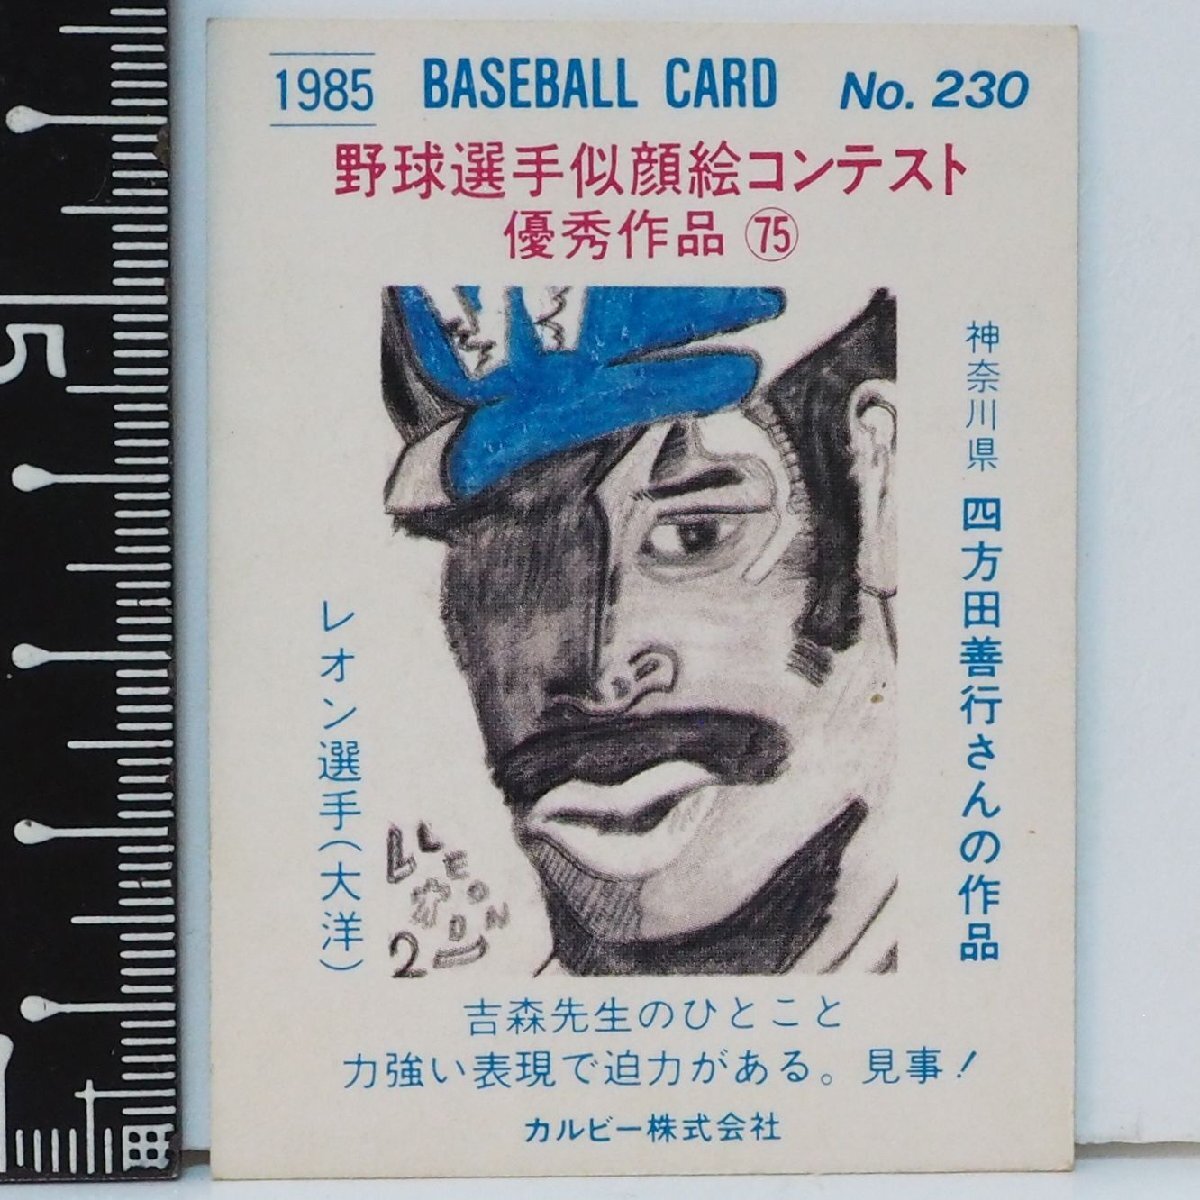 1985 BASEBALL CARD No. 230
野球選手似顔絵コンテスト
優秀作品 ㊆
神奈川県 四方田善行さんの作品
レオン選手(大洋)
LEON
2
吉森先生のひとこと
力強い表現で迫力がある。見事!
カルビー株式会社
5